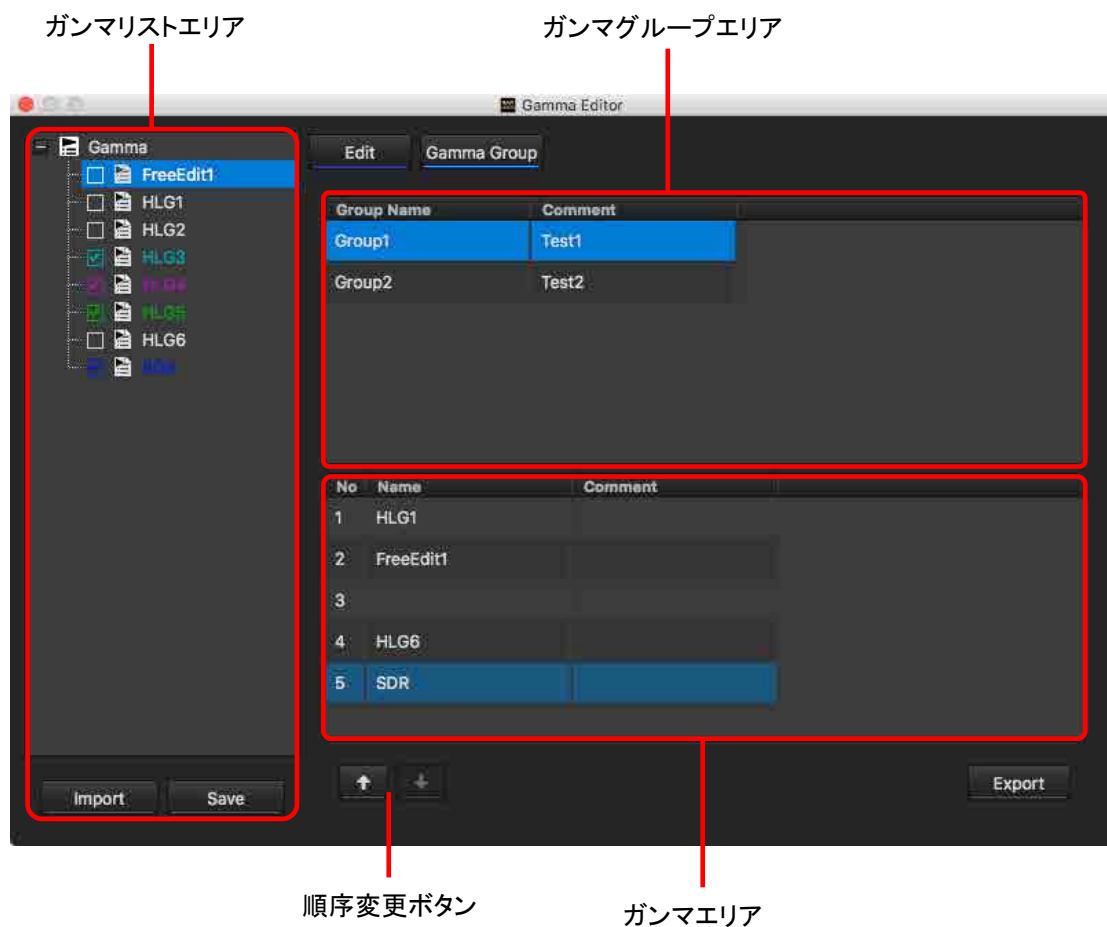 ガンマリストエリア
ガンマグループエリア
Gamma Editor
Gamma
FreeEdit1
HLG1
HLG2
HLG3
HLG4
HLG5
HLG6
SDR
Import
Save
Edit
Gamma Group
Group Name Comment
Group1 Test1
Group2 Test2
No Name Comment
1 HLG1
2 FreeEdit1
3
4 HLG6
5 SDR
Export
順序変更ボタン
ガンマエリア